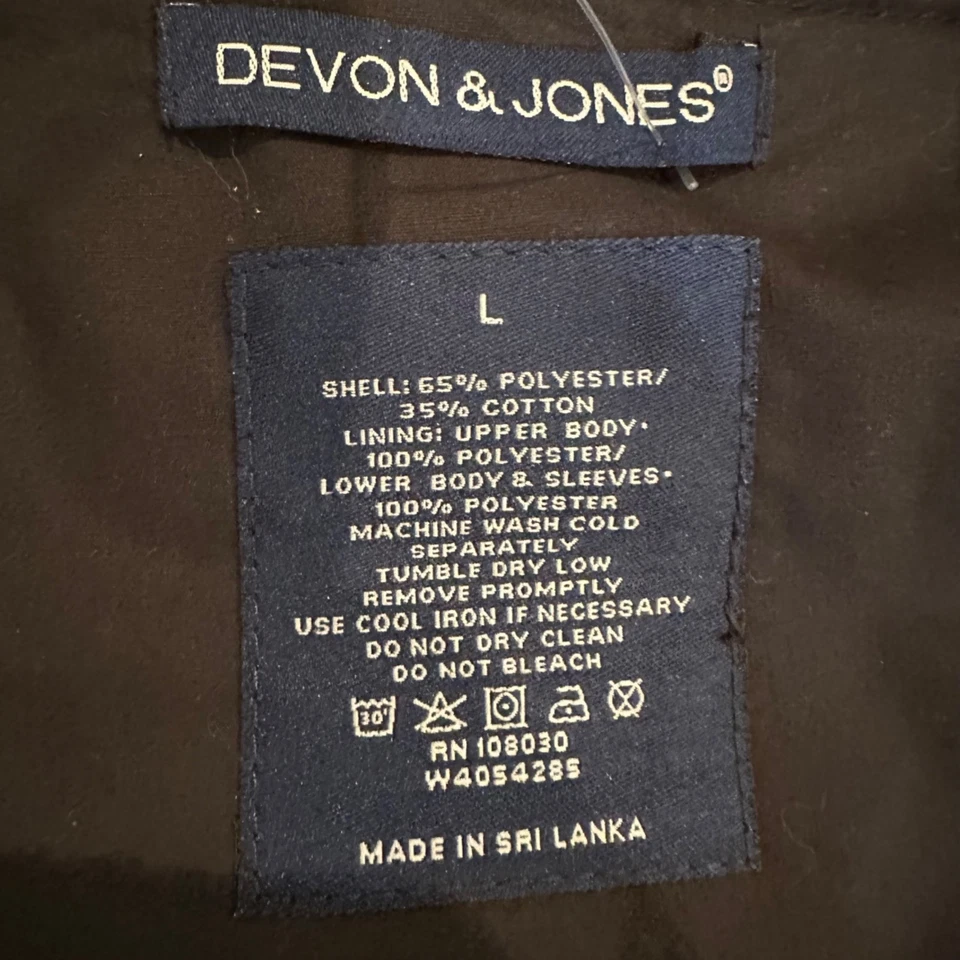 DEVON & JONES®
L
SHELL: 65% POLYESTER/
35% COTTON
LINING: UPPER BODY•
100% POLYESTER/
LOWER BODY & SLEEVES•
100% POLYESTER
MACHINE WASH COLD
SEPARATELY
TUMBLE DRY LOW
REMOVE PROMPTLY
USE COOL IRON IF NECESSARY
DO NOT DRY CLEAN
DO NOT BLEACH
30°
RN 108030
W4054285
MADE IN SRI LANKA